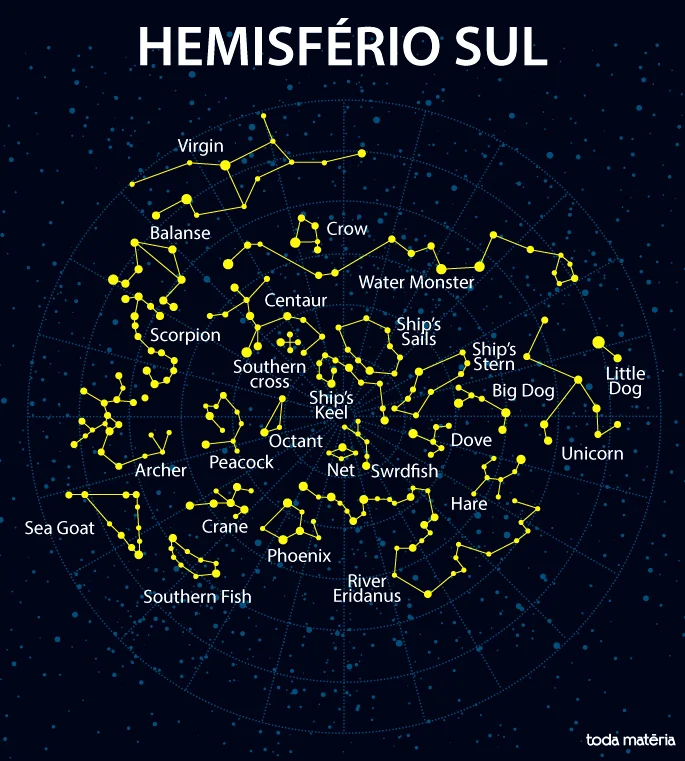 HEMISFÉRIO SUL
Virgin
Balanse
Crow
Water Monster
Centaur
Scorpion
Ship's
Sails
Southern
cross
Ship's
Stern
Ship's
Keel
Big Dog
Little
Dog
Octant
Dove
Unicorn
Archer
Peacock
Net
Swrdfish
Hare
Sea Goat
Crane
Phoenix
River
Eridanus
Southern Fish
toda matéria